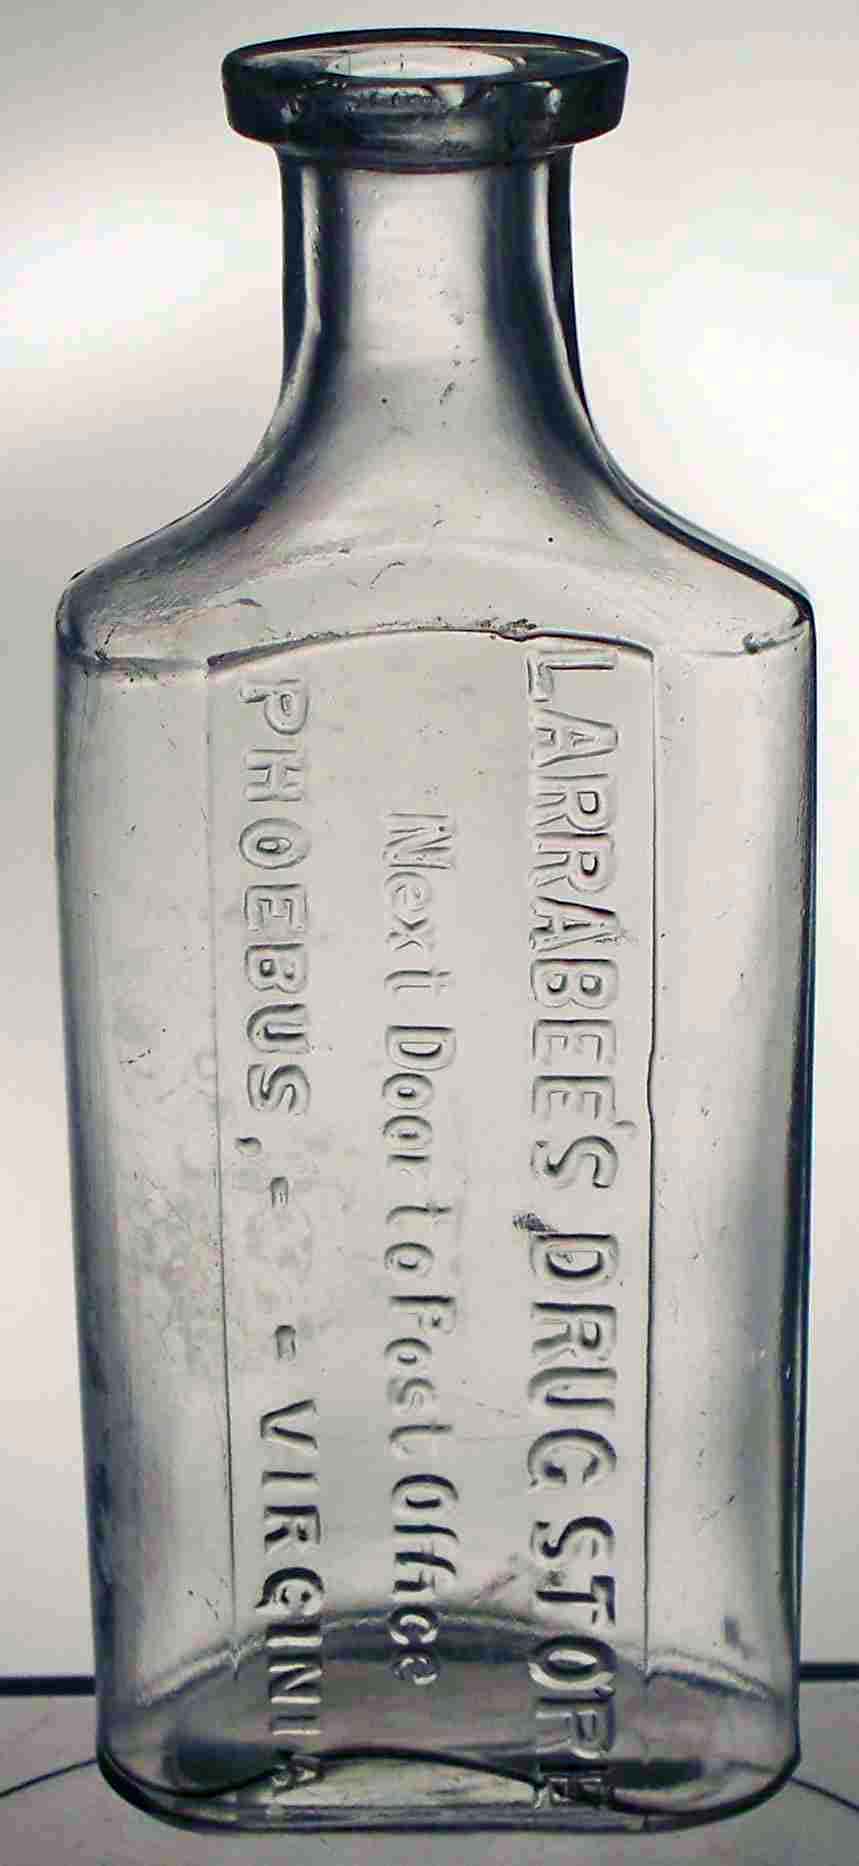 LARRABEE'S DRUG STORE
Next Door to Post Office
PHOEBUS,- - VIRGINIA.